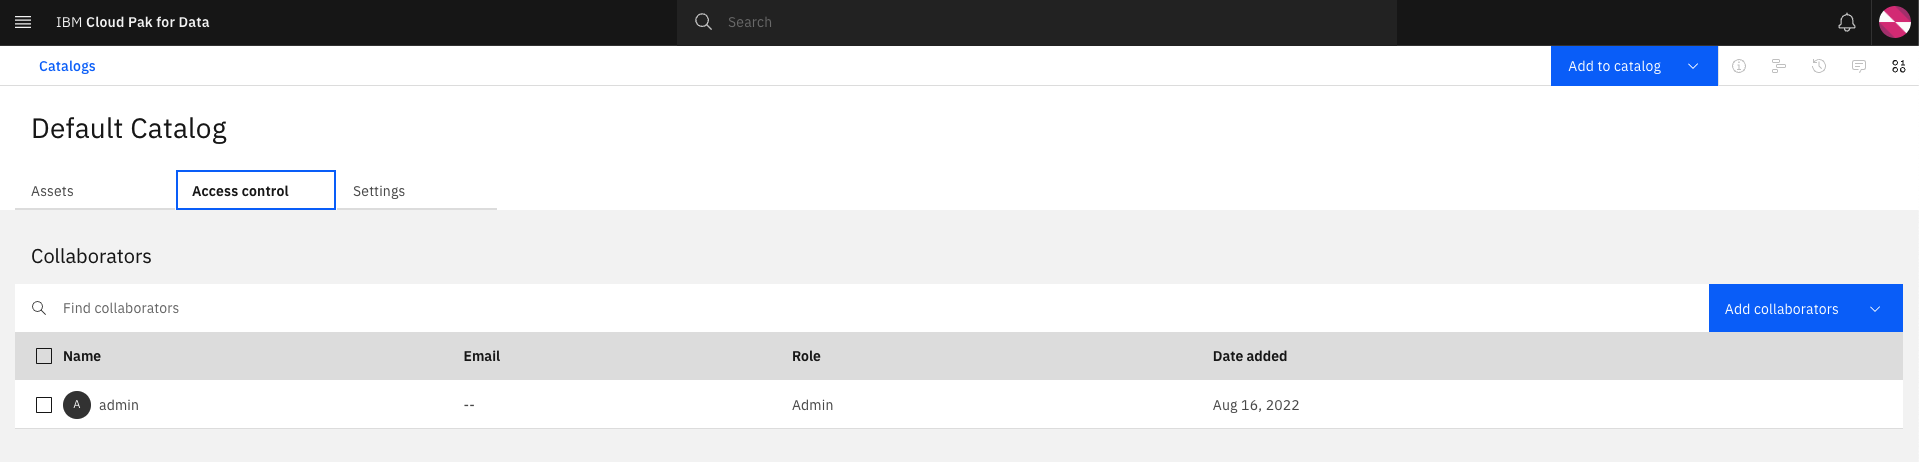 IBM Cloud Pak for Data
Search
Catalogs
Add to catalog
Default Catalog
Assets
Access control
Settings
Collaborators
Find collaborators
Add collaborators
Name Email Role Date added
A admin -- Admin Aug 16, 2022